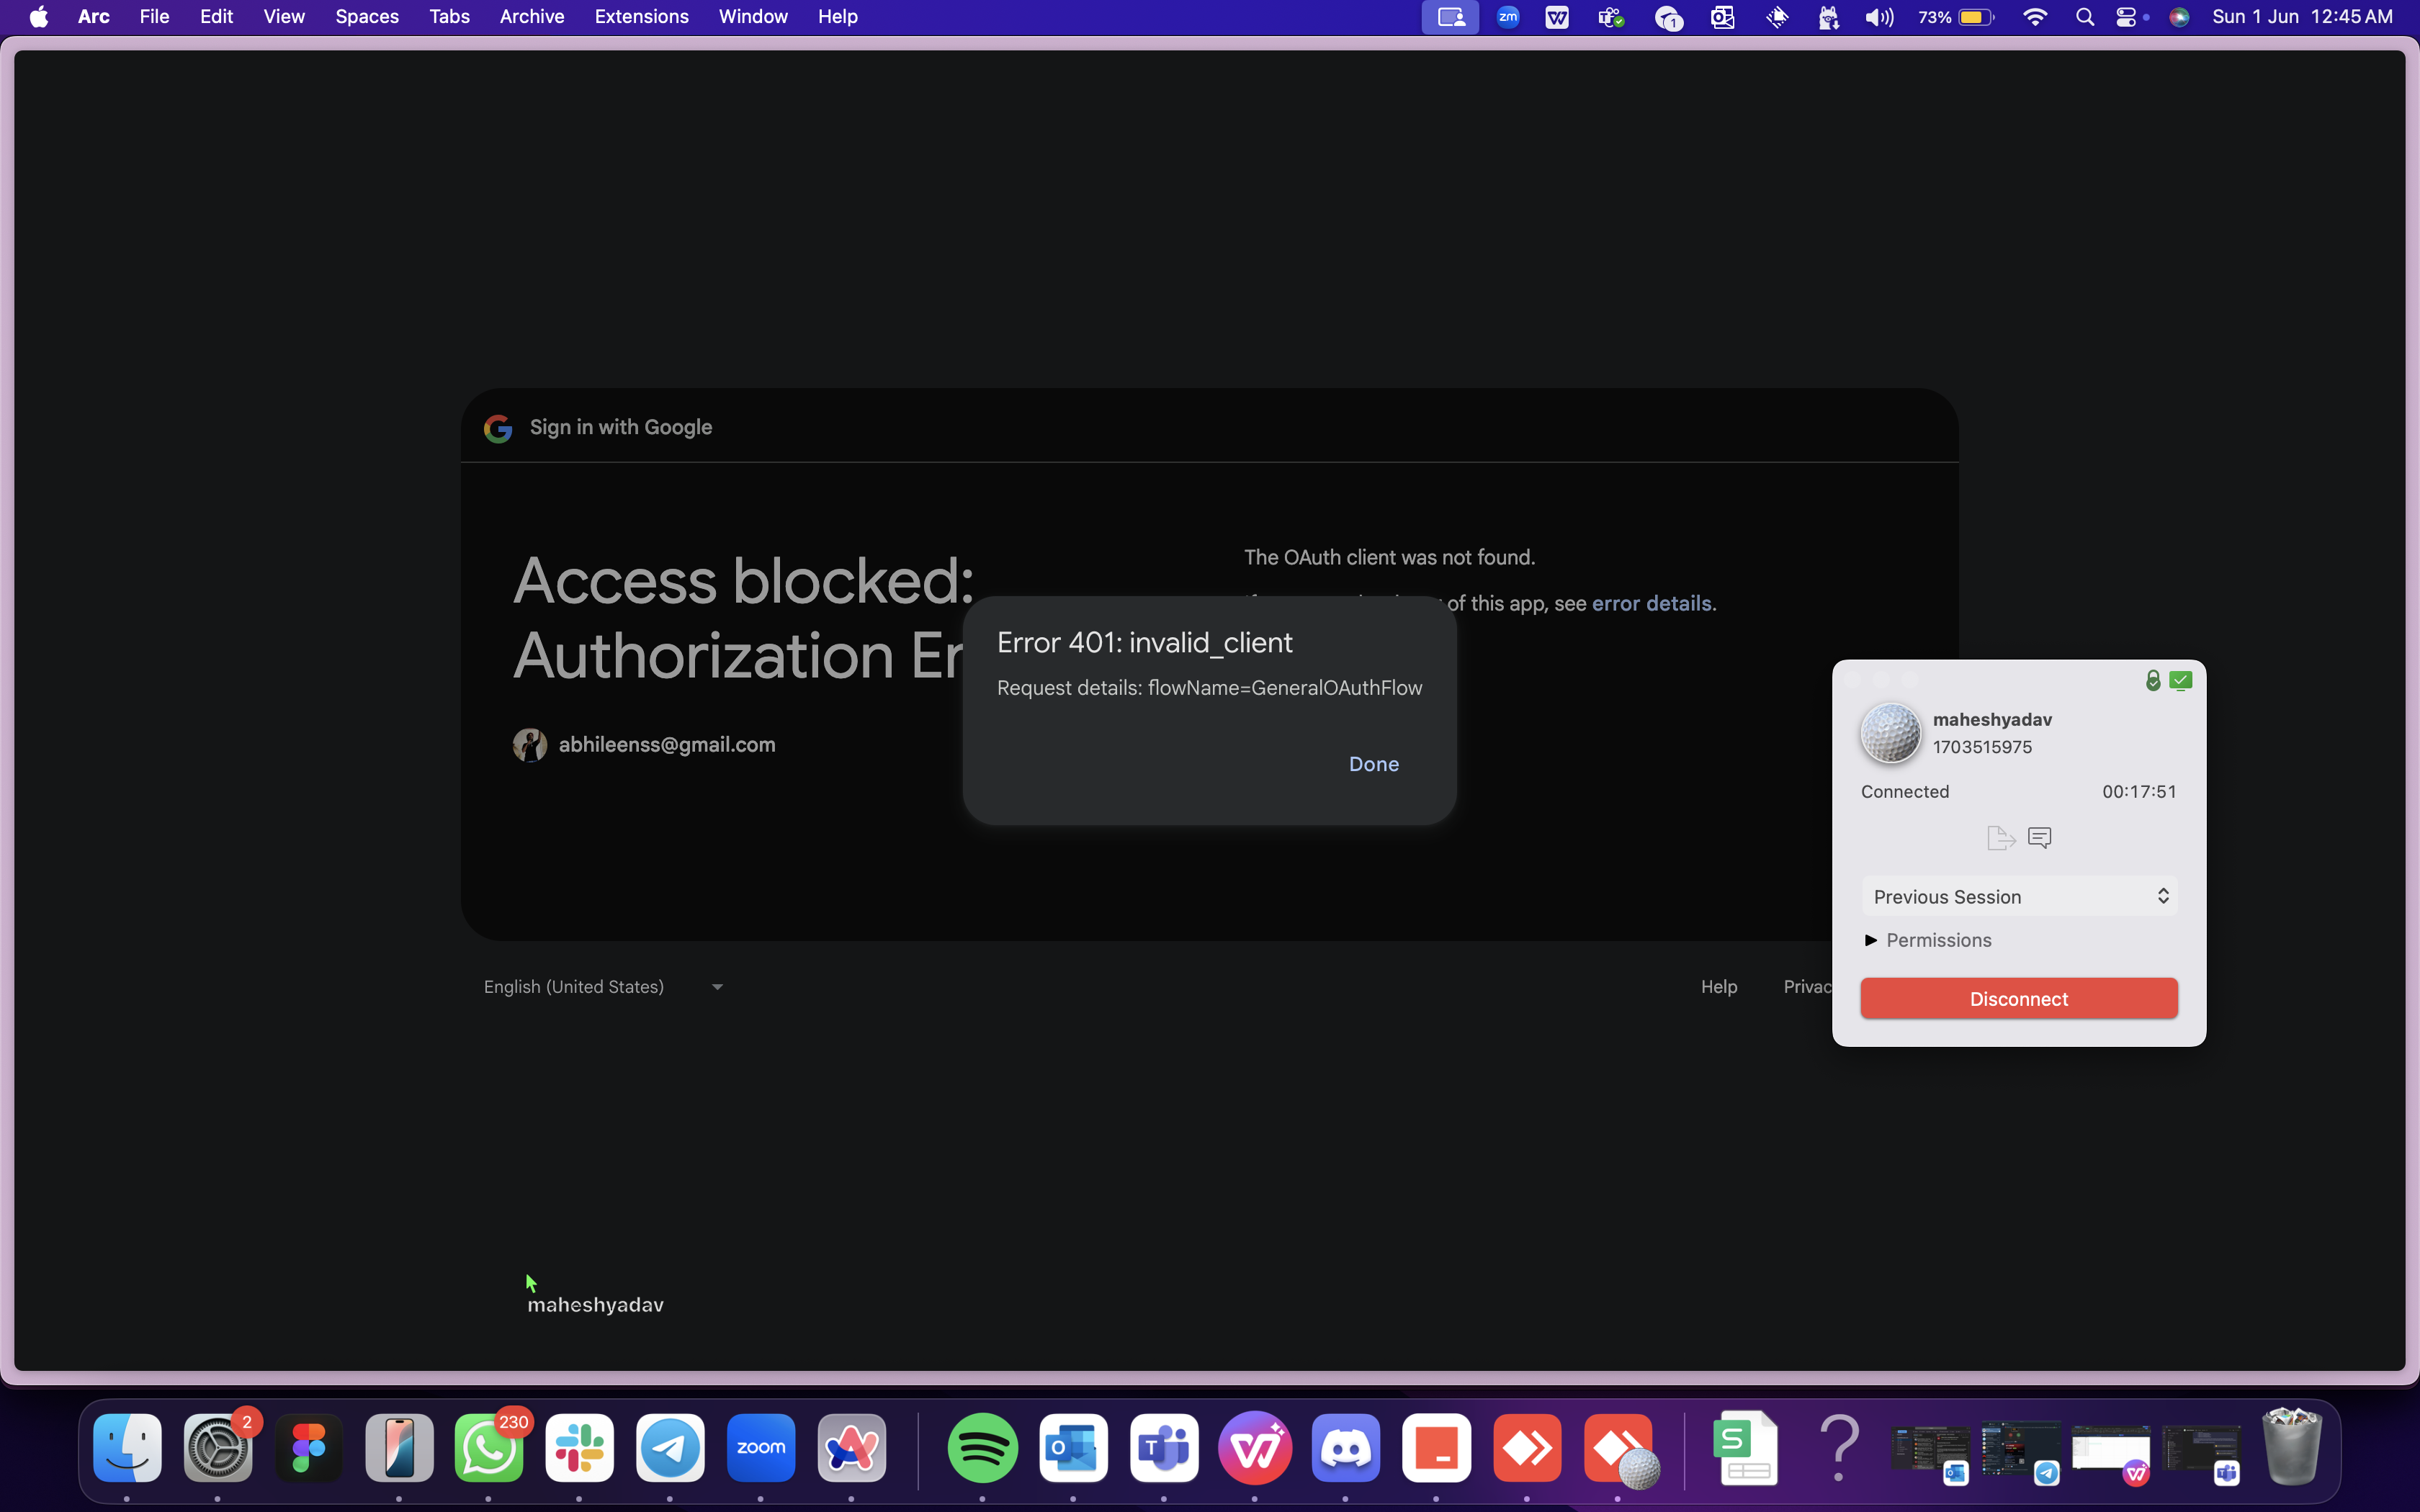 Arc File Edit View Spaces Tabs Archive Extensions Window Help
zm
1
73%
Sun 1 Jun 12:45 AM
Sign in with Google
Access blocked:
Authorization Er
abhileenss@gmail.com
The OAuth client was not found.
of this app, see error details.
Error 401: invalid_client
Request details: flowName=GeneralOAuthFlow
Done
maheshyadav
1703515975
Connected 00:17:51
Previous Session
Permissions
Disconnect
English (United States)
Help Privac
maheshyadav
2
230
zoom